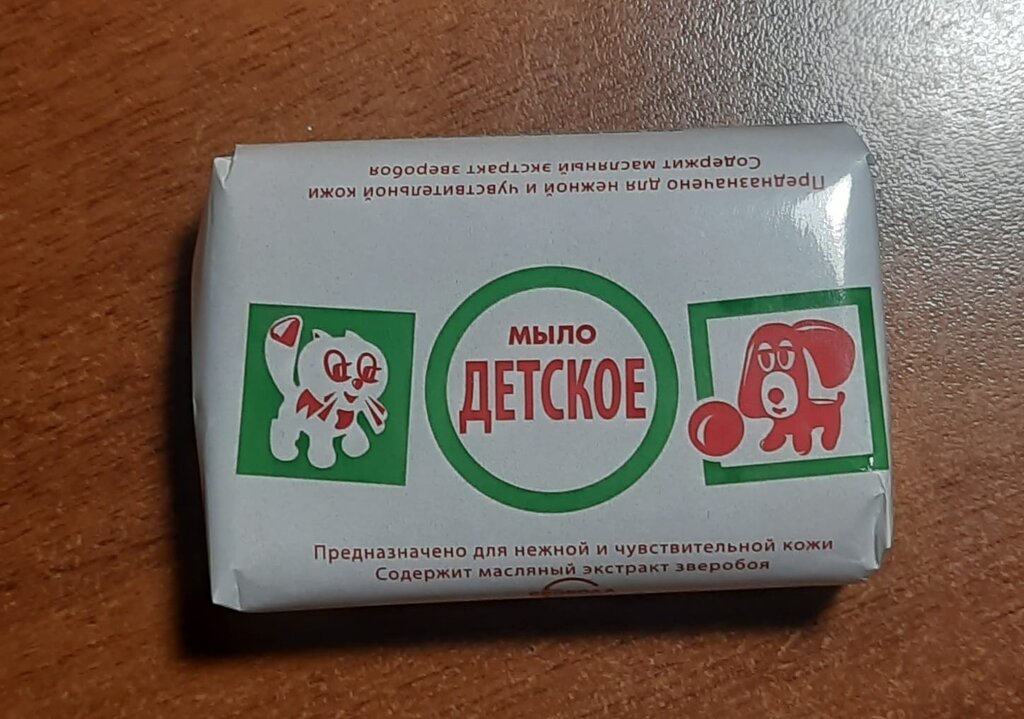 Предназначено для нежной и чувствительной кожи
Содержит масляный экстракт зверобоя
МЫЛО
ДЕТСКОЕ
Предназначено для нежной и чувствительной кожи
Содержит масляный экстракт зверобоя